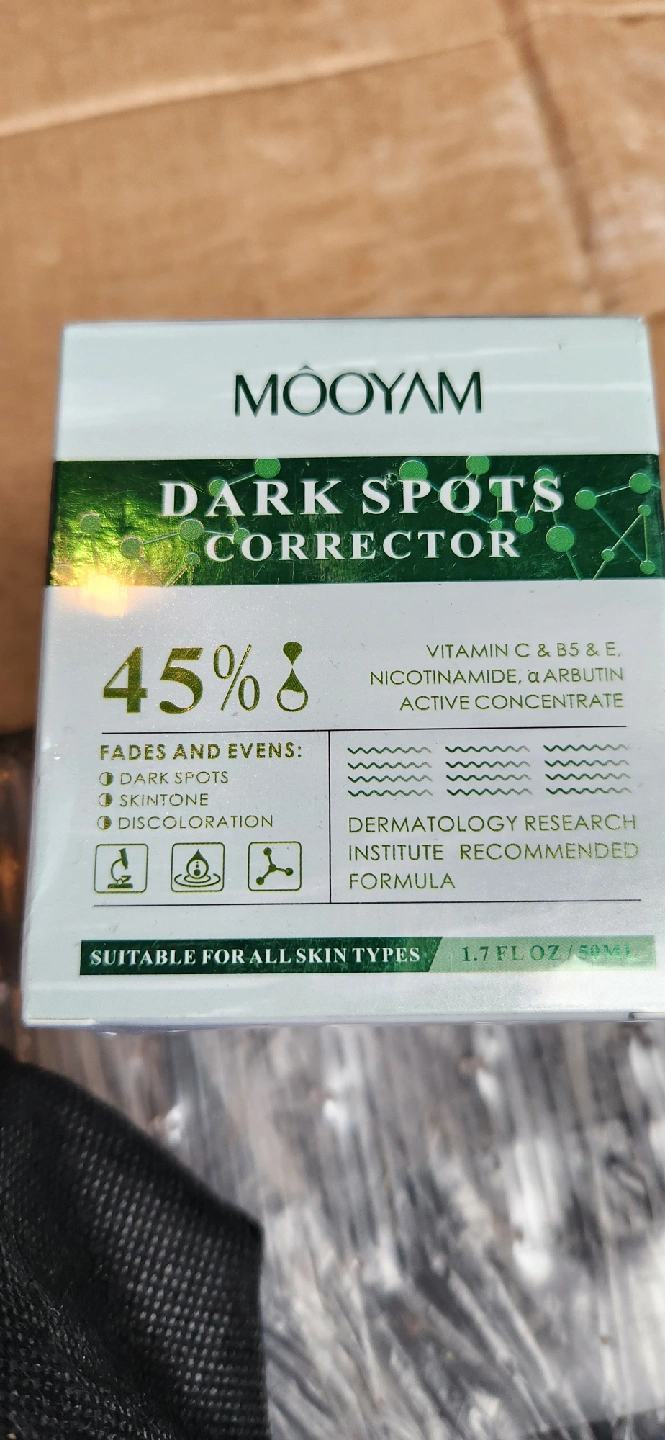 MÔOYAM
DARK SPOTS
CORRECTOR
45%
VITAMIN C & B5 & E,
NICOTINAMIDE, α ARBUTIN
ACTIVE CONCENTRATE
FADES AND EVENS:
DARK SPOTS
SKINTONE
DISCOLORATION
DERMATOLOGY RESEARCH
INSTITUTE RECOMMENDED
FORMULA
SUITABLE FOR ALL SKIN TYPES
1.7 FL OZ / 50ML